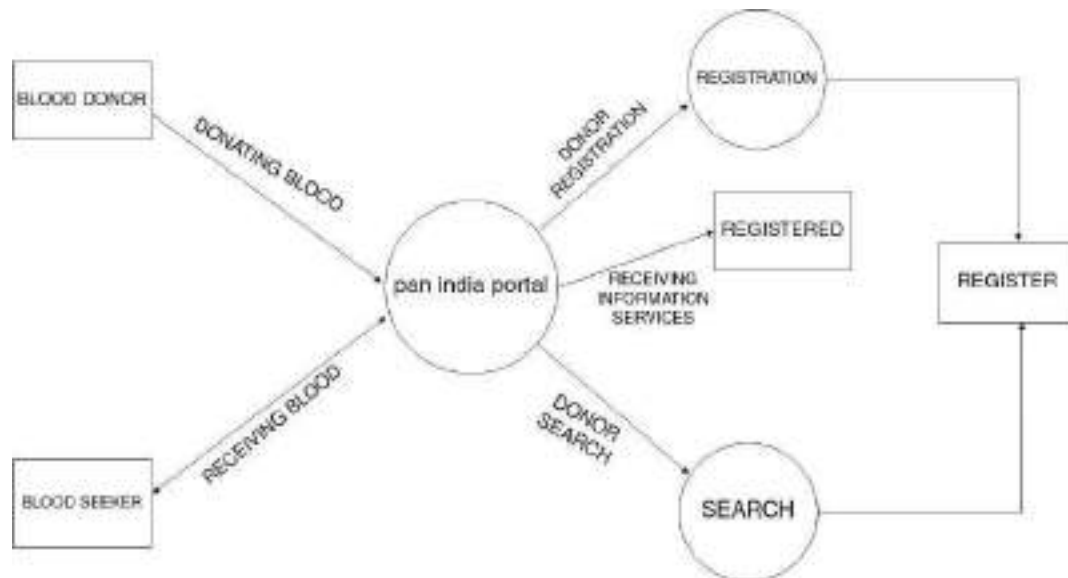 BLOOD DONOR
DONATING BLOOD
pan india portal
RECEIVING BLOOD
BLOOD SEEKER
DONOR
REGISTRATION
REGISTRATION
REGISTERED
RECEIVING
INFORMATION
SERVICES
REGISTER
DONOR
SEARCH
SEARCH